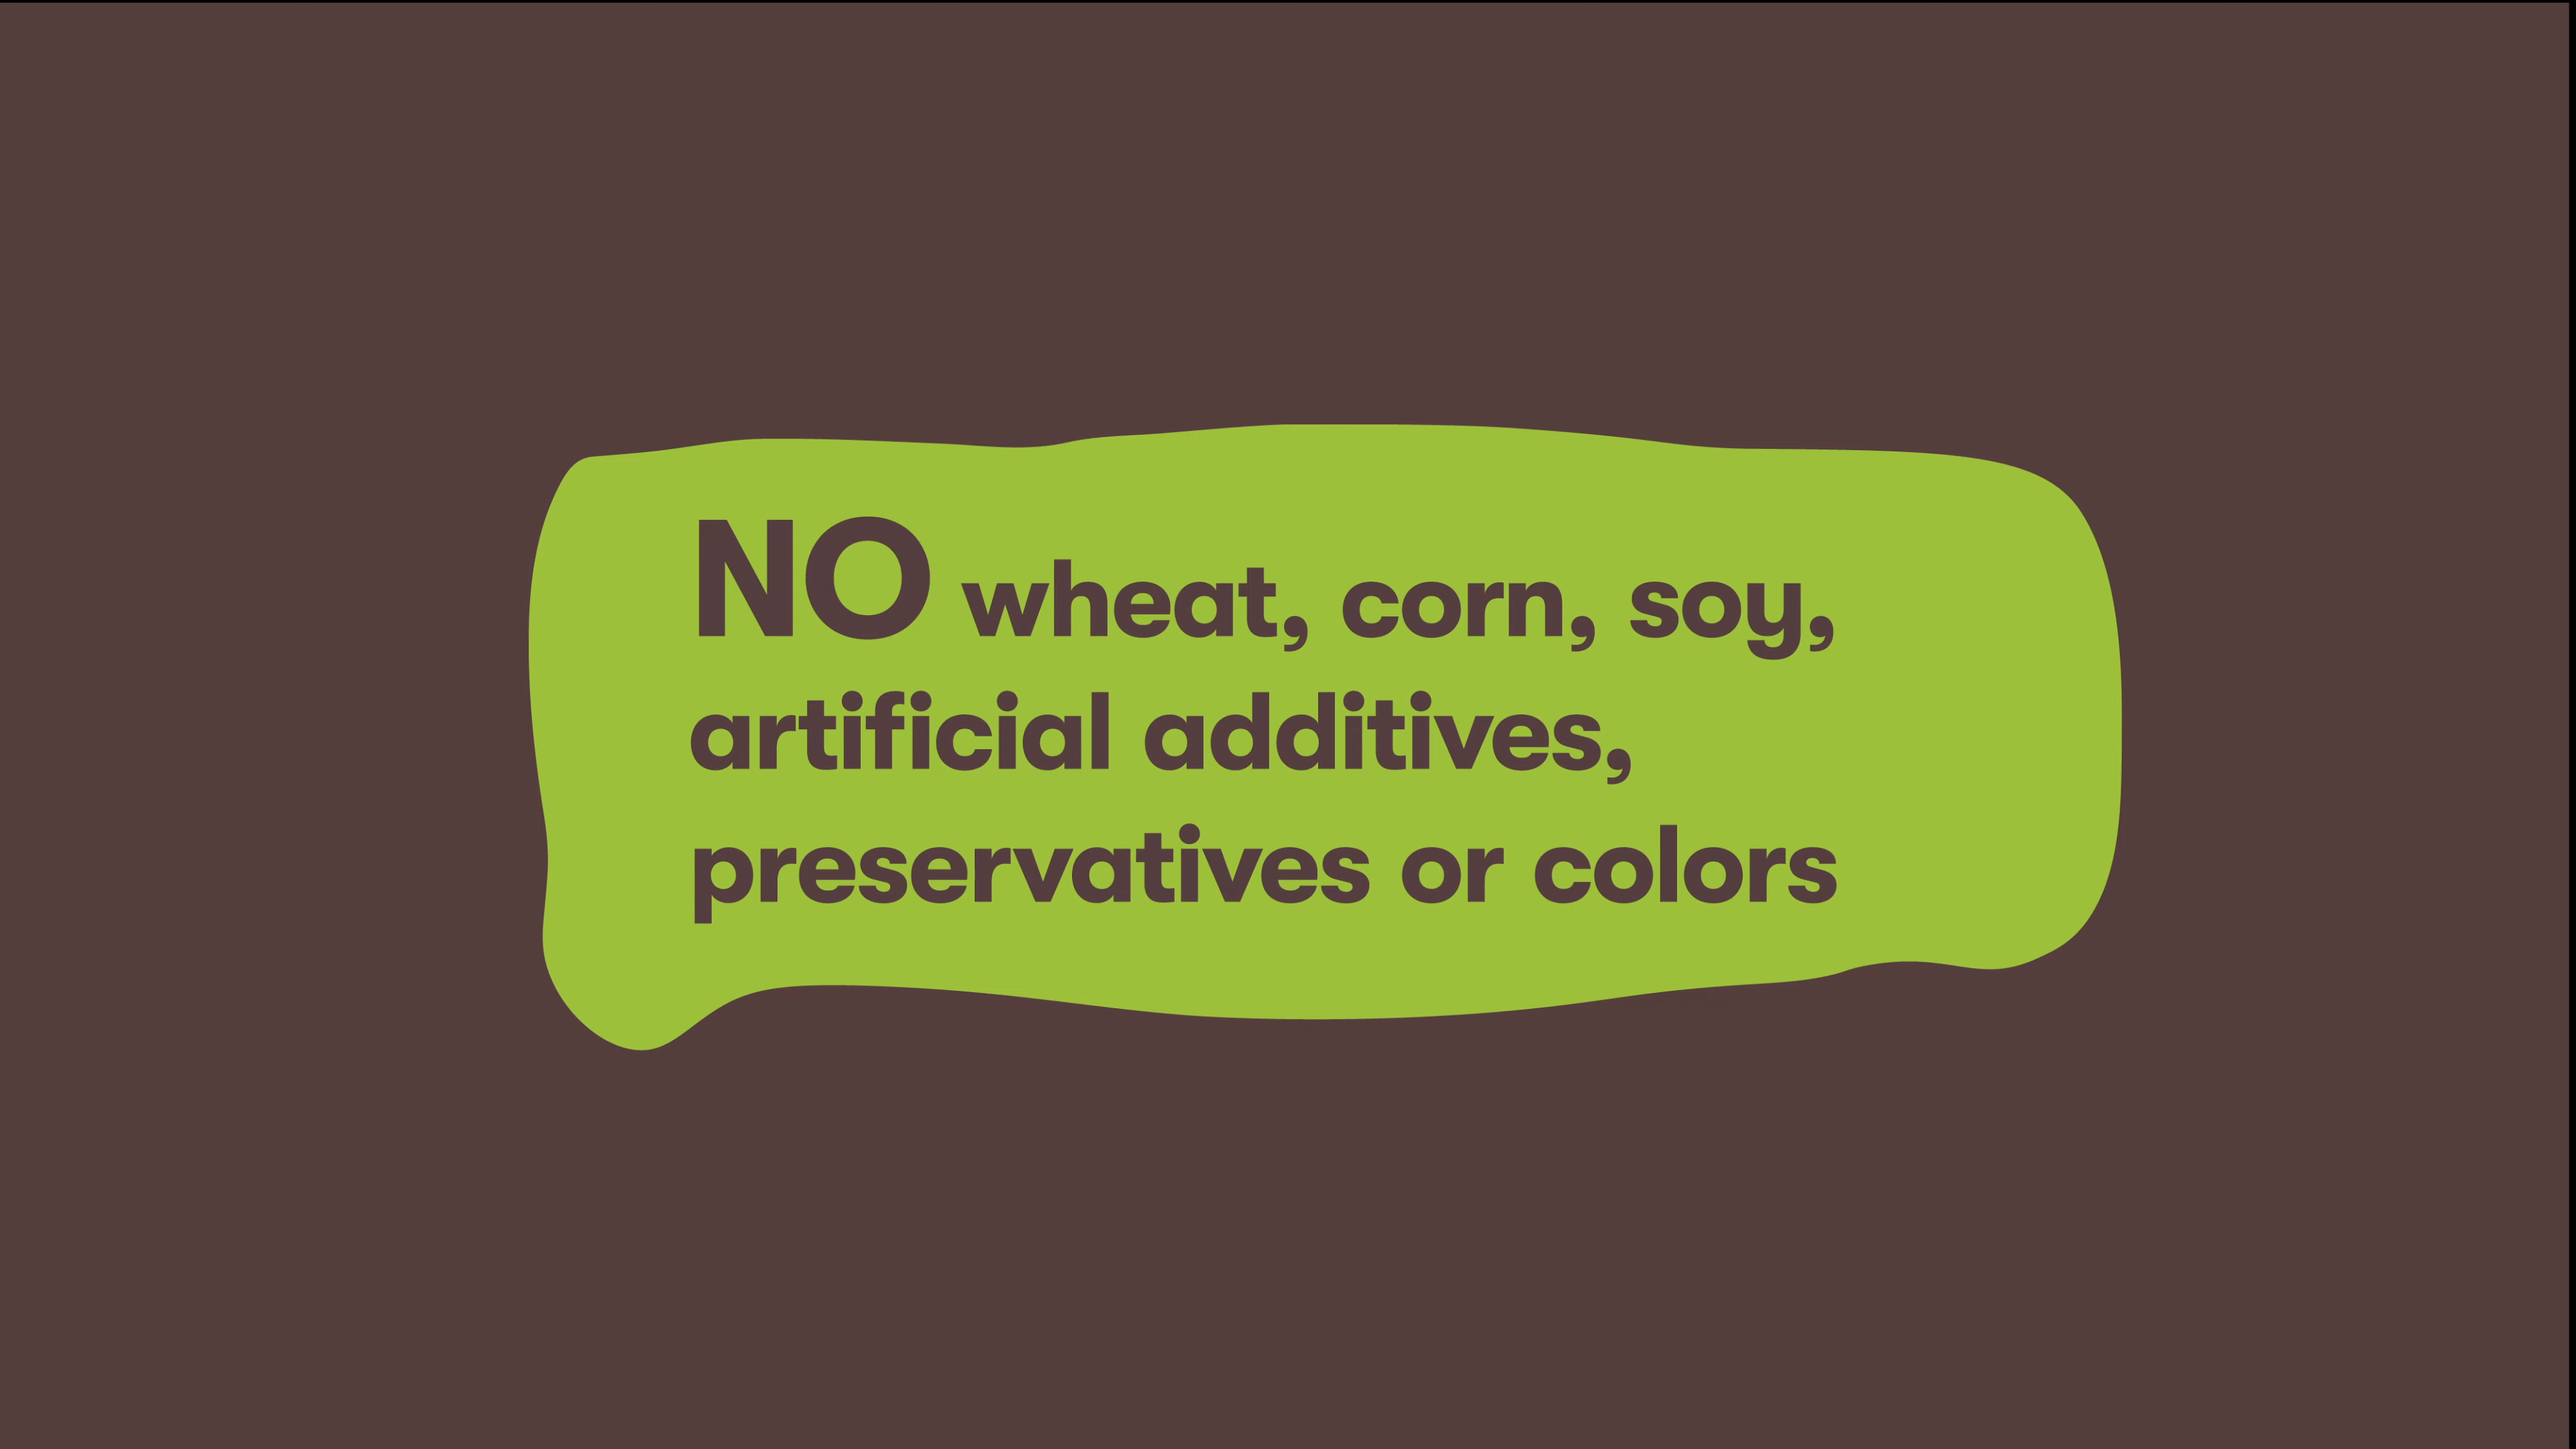 NO wheat, corn, soy,
artificial additives,
preservatives or colors